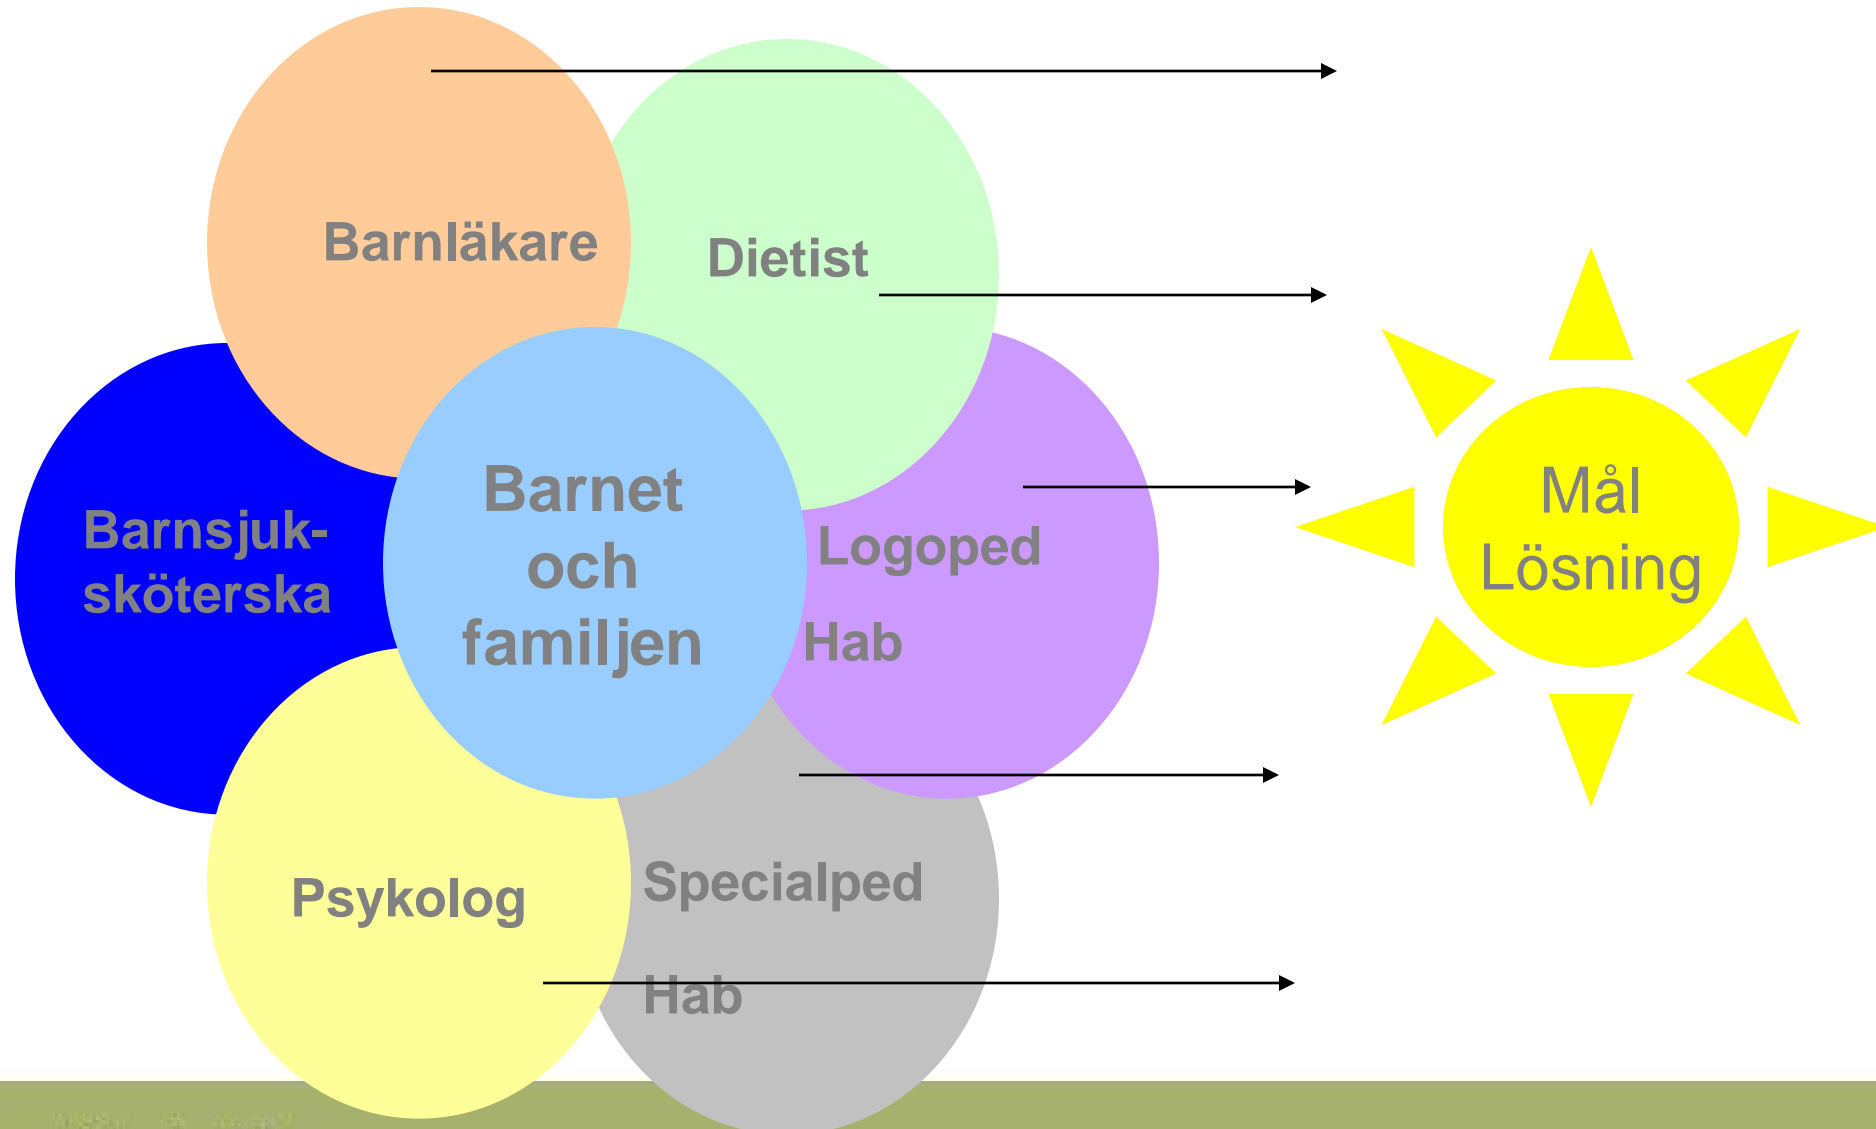 Barnläkare
Dietist
Barnet
och
familjen
Barnsjuk-
sköterska
Logoped
Hab
Mål
Lösning
Psykolog
Specialped
Hab